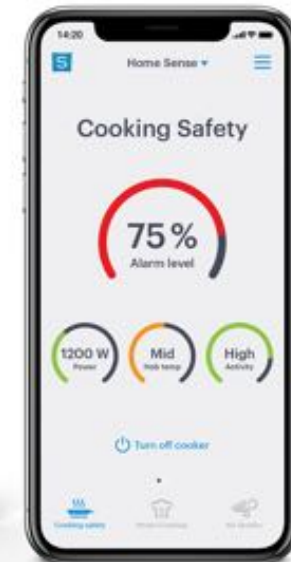 14:20
S
Home Sense
Cooking Safety
75%
Alarm level
1200 W
Power
Mid
Hob temp
High
Activity
Turn off cooker
Cooking safety